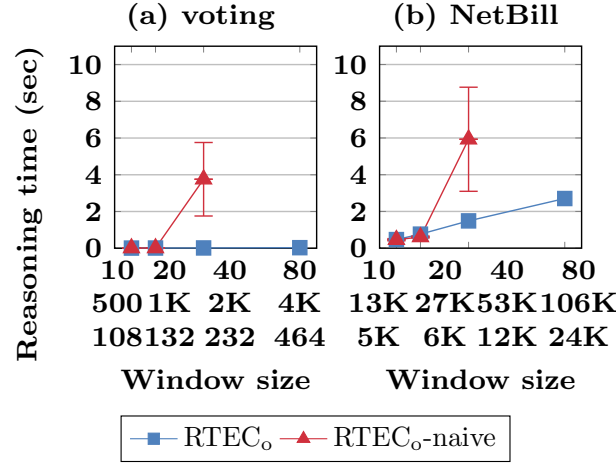 (a) voting
(b) NetBill
Reasoning time (sec)
10
8
6
4
2
0
10 20 40 80
500 1K 2K 4K
108 132 232 464
Window size
10
8
6
4
2
0
10 20 40 80
13K 27K 53K 106K
5K 6K 12K 24K
Window size
RTECₒ
RTECₒ-naive